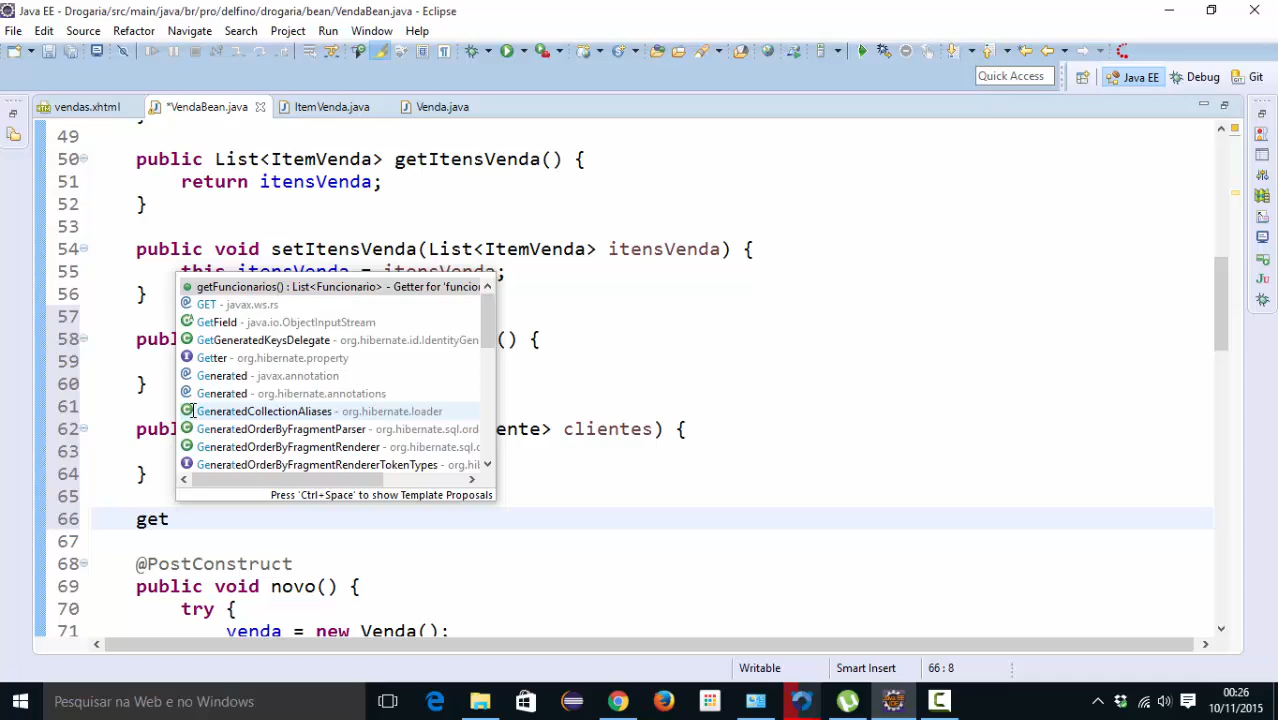 Java EE - Drogaria/src/main/java/br/pro/delfino/drogaria/bean/VendaBean.java - Eclipse
File Edit Source Refactor Navigate Search Project Run Window Help
Quick Access
Java EE Debug Git
vendas.xhtml *VendaBean.java ItemVenda.java Venda.java
49
50 public List<ItemVenda> getItensVenda() {
51 return itensVenda;
52 }
53
54 public void setItensVenda(List<ItemVenda> itensVenda) {
55 this.itensVenda = itensVenda;
56 }
57
58 () {
59
60 }
61
62 clientes) {
63
64 }
65
66 get
67
68 @PostConstruct
69 public void novo() {
70 try {
71 venda = new Venda();
getFuncionarios() : List<Funcionario> - Getter for 'funcio
GET - javax.ws.rs
GetField - java.io.ObjectInputStream
GetGeneratedKeysDelegate - org.hibernate.id.IdentityGen
Getter - org.hibernate.property
Generated - javax.annotation
Generated - org.hibernate.annotations
GeneratedCollectionAliases - org.hibernate.loader
GeneratedOrderByFragmentParser - org.hibernate.sql.ord
GeneratedOrderByFragmentRenderer - org.hibernate.sql.o
GeneratedOrderByFragmentRendererTokenTypes - org.hil
Press 'Ctrl+Space' to show Template Proposals
Writable Smart Insert 66 : 8
Pesquisar na Web e no Windows
00:26
10/11/2015